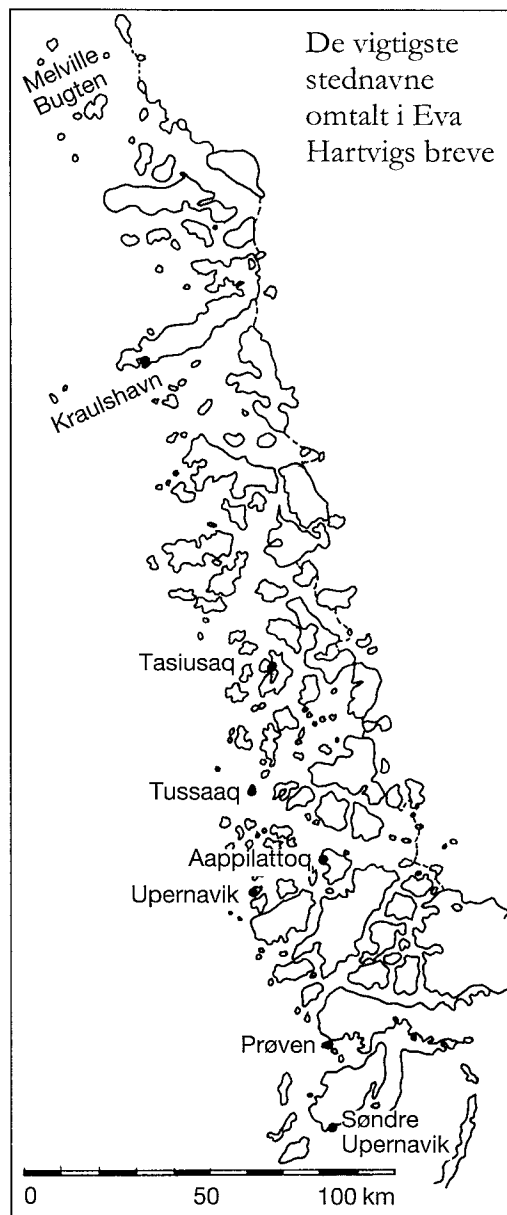 De vigtigste
stednavne
omtalt i Eva
Hartvigs breve
Melville
Bugten
Kraulshavn
Tasiusaq
Tussaaq
Aappilattoq
Upernavik
Prøven
Søndre
Upernavik
0 50 100 km